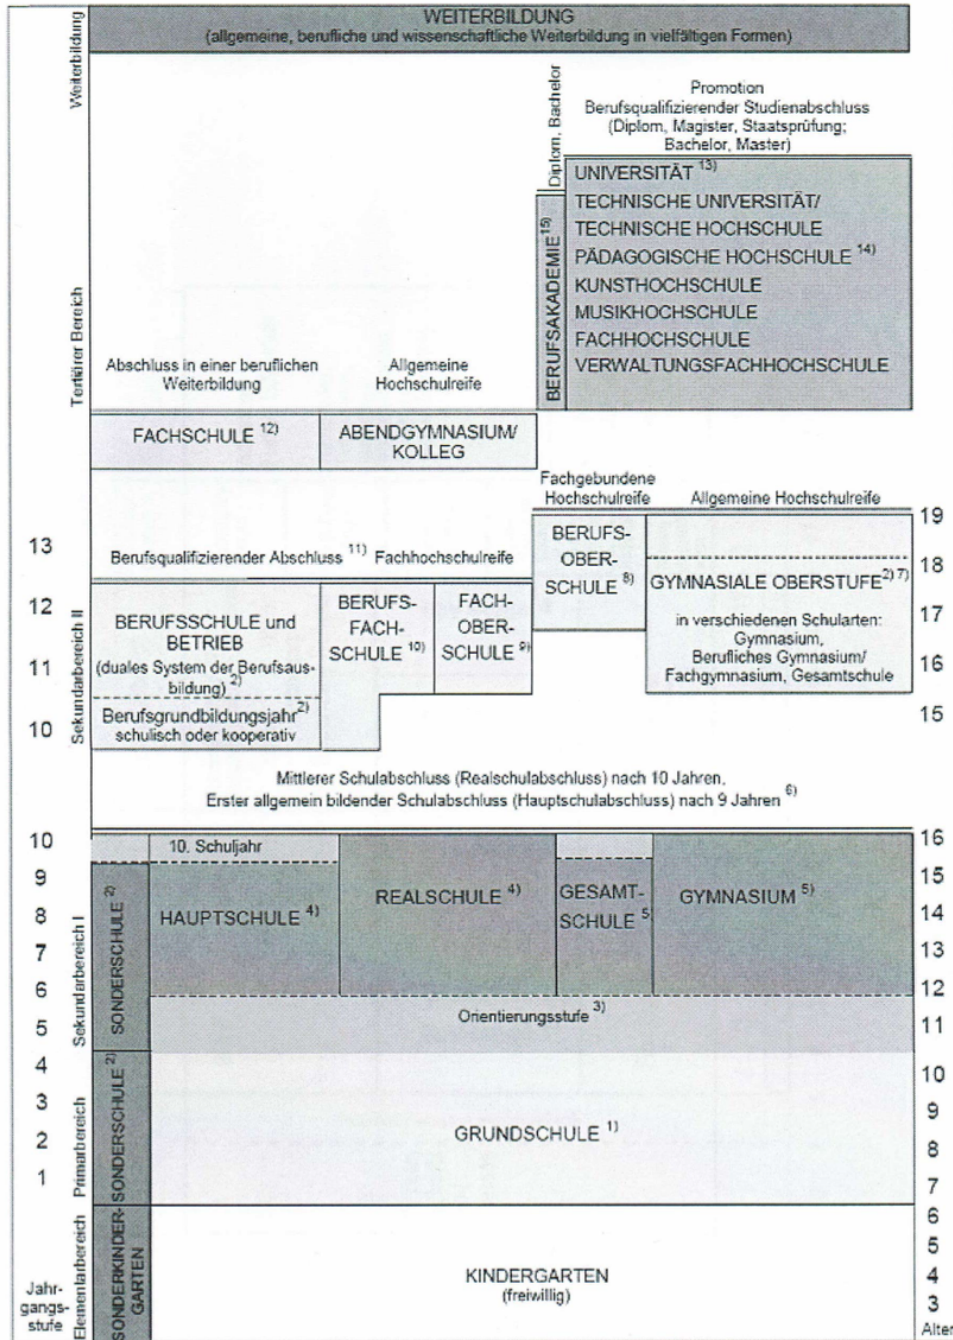 WEITERBILDUNG
(allgemeine, berufliche und wissenschaftliche Weiterbildung in vielfältigen Formen)
Weiterbildung
Diplom, Bachelor
Promotion
Berufsqualifizierender Studienabschluss
(Diplom, Magister, Staatsprüfung;
Bachelor, Master)
Tertiärer Bereich
BERUFSAKADEMIE 15)
UNIVERSITÄT 13)
TECHNISCHE UNIVERSITÄT/
TECHNISCHE HOCHSCHULE
PÄDAGOGISCHE HOCHSCHULE 14)
KUNSTHOCHSCHULE
MUSIKHOCHSCHULE
FACHHOCHSCHULE
VERWALTUNGSFACHHOCHSCHULE
Abschluss in einer beruflichen
Weiterbildung
Allgemeine
Hochschulreife
FACHSCHULE 12)
ABENDGYMNASIUM/
KOLLEG
Fachgebundene
Hochschulreife
Allgemeine Hochschulreife
13
12
11
10
Sekundarbereich II
Berufsqualifizierender Abschluss 11)
Fachhochschulreife
BERUFSSCHULE und
BETRIEB
(duales System der Berufsaus-
bildung) 2)
Berufsgrundbildungsjahr 2)
schulisch oder kooperativ
BERUFS-
FACH-
SCHULE 10)
FACH-
OBER-
SCHULE 9)
BERUFS-
OBER-
SCHULE 8)
GYMNASIALE OBERSTUFE 2) 7)
in verschiedenen Schularten:
Gymnasium,
Berufliches Gymnasium/
Fachgymnasium, Gesamtschule
19
18
17
16
15
Mittlerer Schulabschluss (Realschulabschluss) nach 10 Jahren,
Erster allgemein bildender Schulabschluss (Hauptschulabschluss) nach 9 Jahren 6)
10
9
8
7
6
5
Sekundarbereich I
SONDERSCHULE 2)
10. Schuljahr
HAUPTSCHULE 4)
REALSCHULE 4)
GESAMT-
SCHULE 5
GYMNASIUM 5)
Orientierungsstufe 3)
16
15
14
13
12
11
4
3
2
1
Primarbereich
SONDERSCHULE 2)
GRUNDSCHULE 1)
10
9
8
7
Jahr-
gangs-
stufe
Elementarbereich
SONDERKINDER-
GARTEN
KINDERGARTEN
(freiwillig)
6
5
4
3
Alter